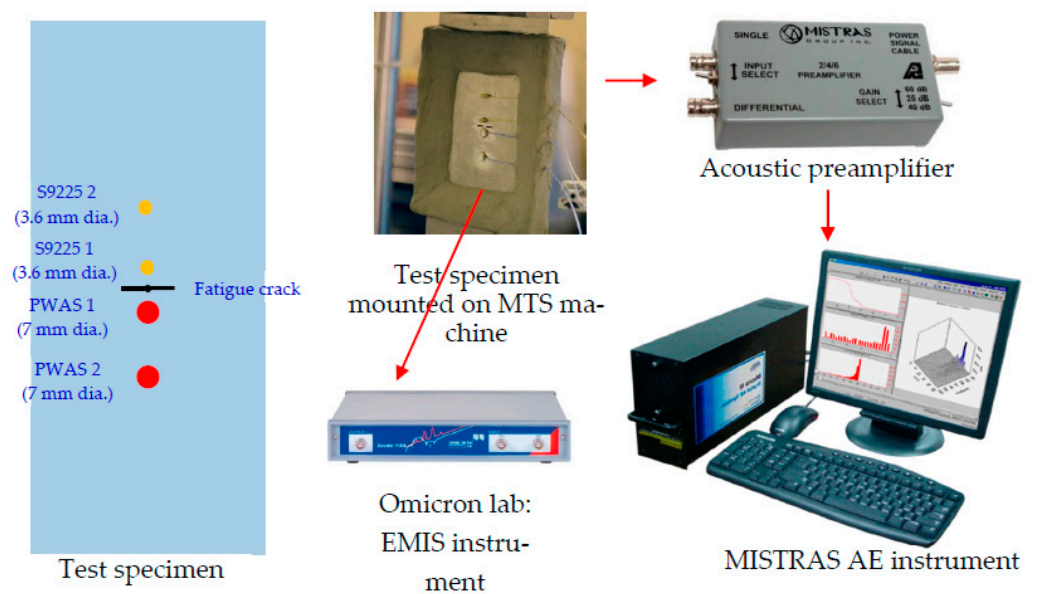 S9225 2
(3.6 mm dia.)
S9225 1
(3.6 mm dia.)
Fatigue crack
PWAS 1
(7 mm dia.)
PWAS 2
(7 mm dia.)
Test specimen
Test specimen
mounted on MTS ma-
chine
SINGLE
MISTRAS
GROUP INC.
POWER
SIGNAL
CABLE
INPUT
SELECT
2/4/6
PREAMPLIFIER
GAIN
SELECT
60 dB
20 dB
40 dB
DIFFERENTIAL
Acoustic preamplifier
Omicron lab:
EMIS instru-
ment
MISTRAS AE instrument